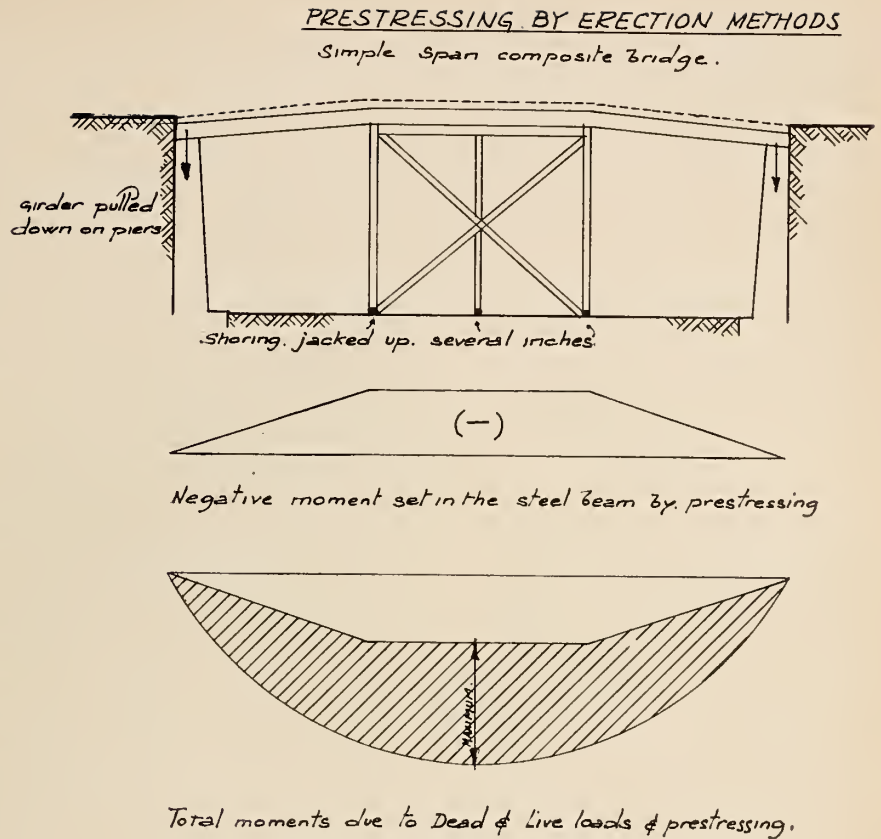 PRESTRESSING BY ERECTION METHODS
Simple Span composite bridge.
girder pulled
down on piers
Shoring. jacked up. several inches.
(−)
Negative moment set in the steel beam by. prestressing
MAXIMUM.
Total moments due to Dead & Live loads & prestressing.